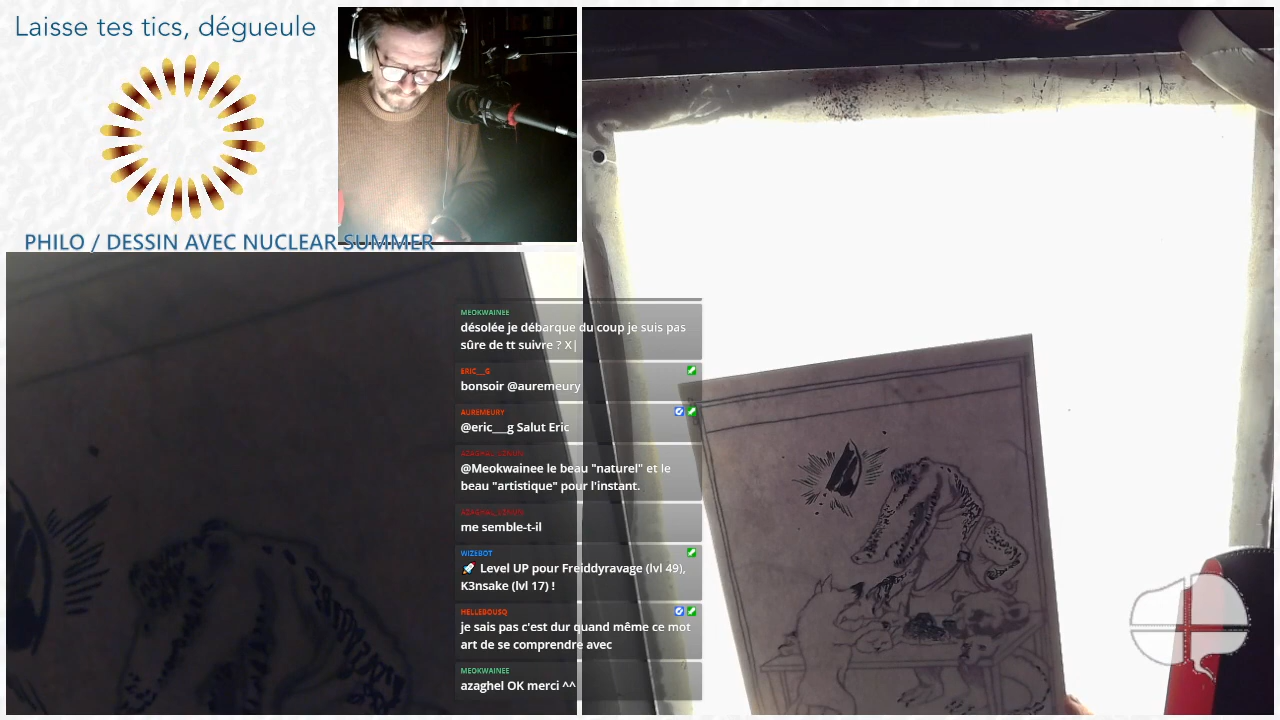 Laisse tes tics, dégueule
PHILO / DESSIN AVEC NUCLEAR SUMMER
MEOKWAINEE
désolée je débarque du coup je suis pas
sûre de tt suivre ? X|
ERIC__G
bonsoir @auremeury
AUREMEURY
@eric__g Salut Eric
@Meokwainee le beau "naturel" et le
beau "artistique" pour l'instant.
me semble-t-il
WIZEBOT
🚀 Level UP pour Freiddyravage (lvl 49),
K3nsake (lvl 17) !
HELLEBOUSQ
je sais pas c'est dur quand même ce mot
art de se comprendre avec
MEOKWAINEE
azaghel OK merci ^^